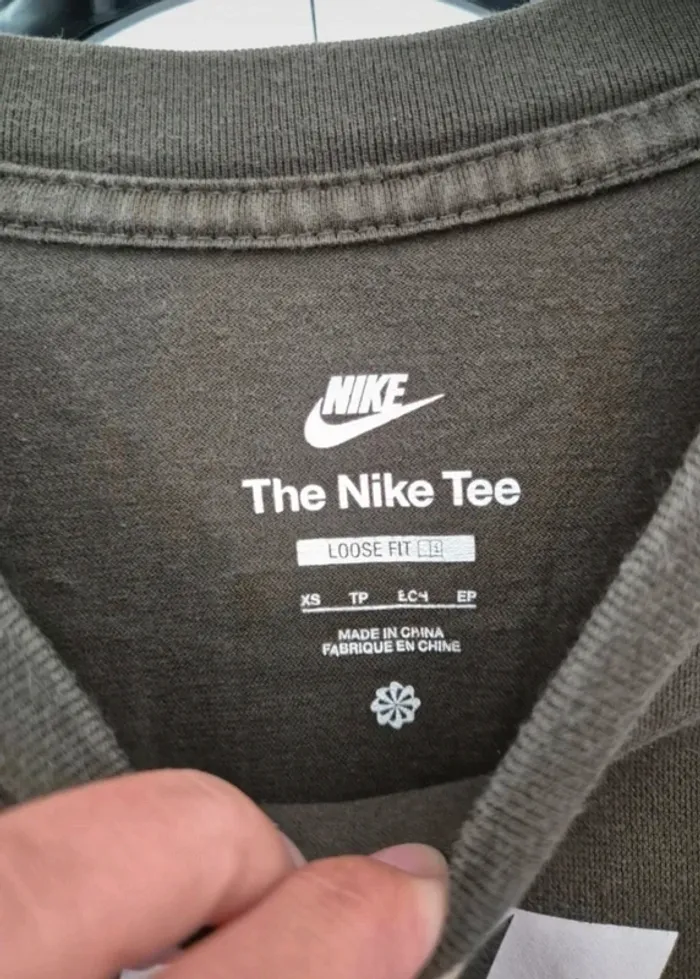 NIKE
The Nike Tee
LOOSE FIT
XS TP EP
MADE IN CHINA
FABRIQUE EN CHINE